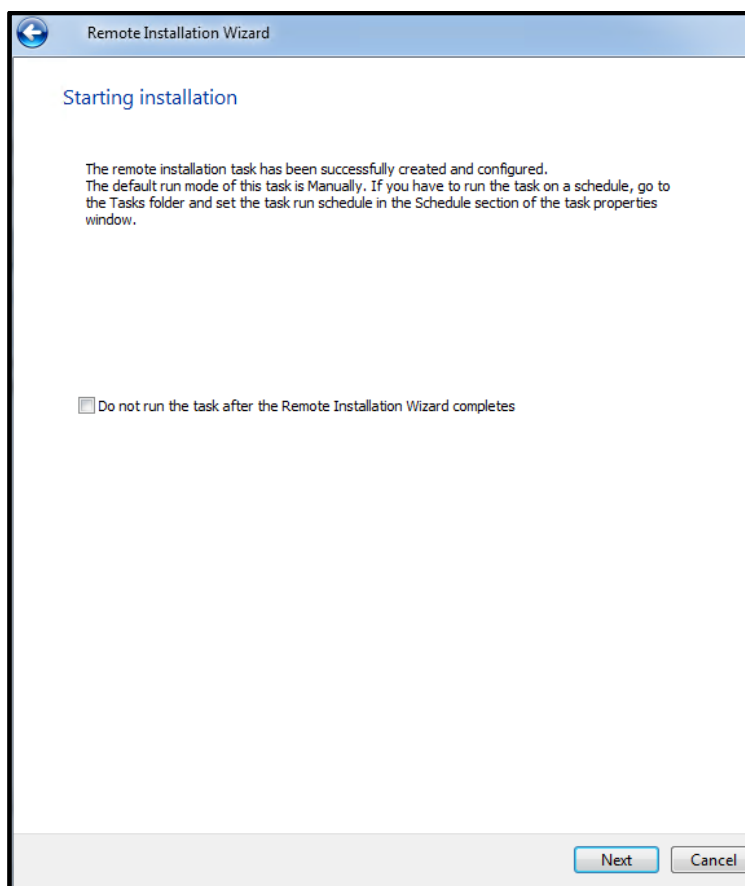 Remote Installation Wizard
Starting installation
The remote installation task has been successfully created and configured.
The default run mode of this task is Manually. If you have to run the task on a schedule, go to
the Tasks folder and set the task run schedule in the Schedule section of the task properties
window.
Do not run the task after the Remote Installation Wizard completes
Next
Cancel